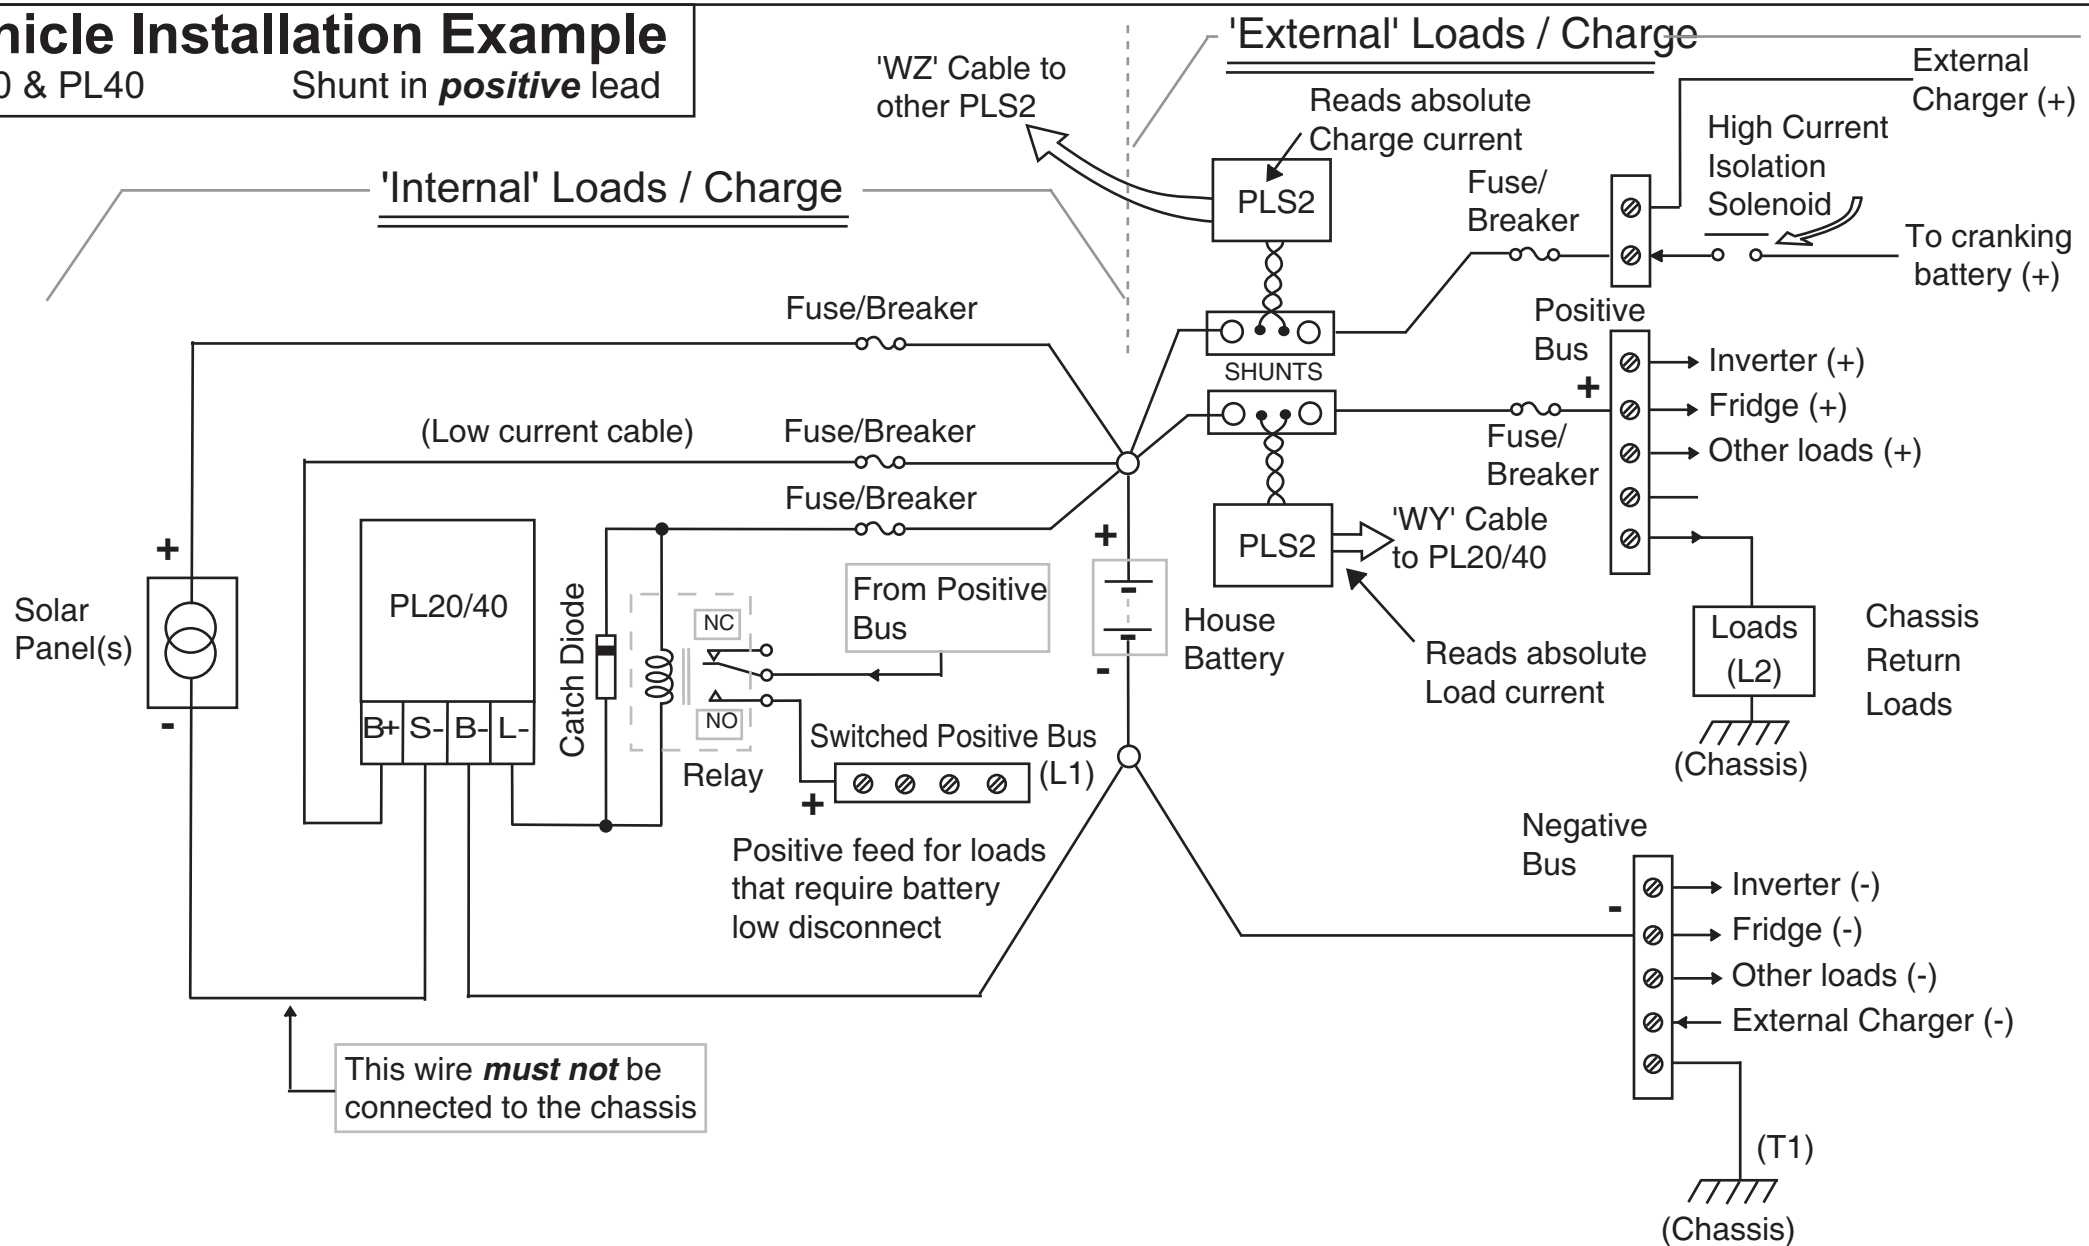 nicle Installation Example
0 & PL40 Shunt in positive lead
'External' Loads / Charge
'WZ' Cable to
other PLS2
External
Charger (+)
Reads absolute
Charge current
High Current
Isolation
Solenoid
'Internal' Loads / Charge
PLS2
Fuse/
Breaker
To cranking
battery (+)
Fuse/Breaker
Positive
Bus
SHUNTS
+
Inverter (+)
Fridge (+)
Other loads (+)
(Low current cable)
Fuse/Breaker
Fuse/
Breaker
Fuse/Breaker
PLS2
'WY' Cable
to PL20/40
+
Solar
Panel(s)
-
PL20/40
B+ S- B- L-
Catch Diode
NC
NO
Relay
From Positive
Bus
+
-
House
Battery
Reads absolute
Load current
Loads
(L2)
(Chassis)
Chassis
Return
Loads
Switched Positive Bus
(L1)
+
Positive feed for loads
that require battery
low disconnect
Negative
Bus
-
Inverter (-)
Fridge (-)
Other loads (-)
External Charger (-)
(T1)
(Chassis)
This wire must not be
connected to the chassis